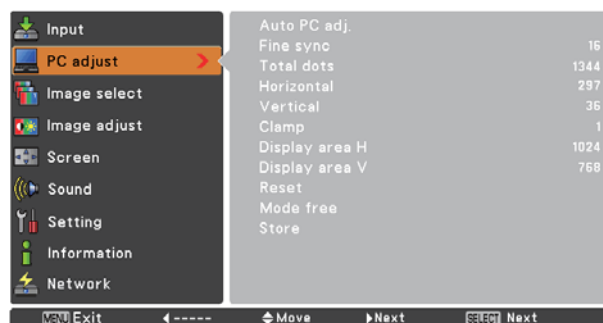 Input
PC adjust
Image select
Image adjust
Screen
Sound
Setting
Information
Network
Auto PC adj.
Fine sync 16
Total dots 1344
Horizontal 297
Vertical 36
Clamp 1
Display area H 1024
Display area V 768
Reset
Mode free
Store
MENU Exit ◀ ----- Move ▶Next SELECT Next